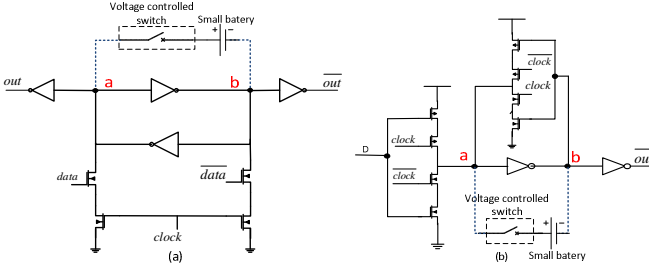 Voltage controlled
switch
Small batery
+ −
out
a
b
out
data
data
clock
(a)
clock
clock
D
clock
clock
a
b
ou
Voltage controlled
switch
+ −
Small batery
(b)